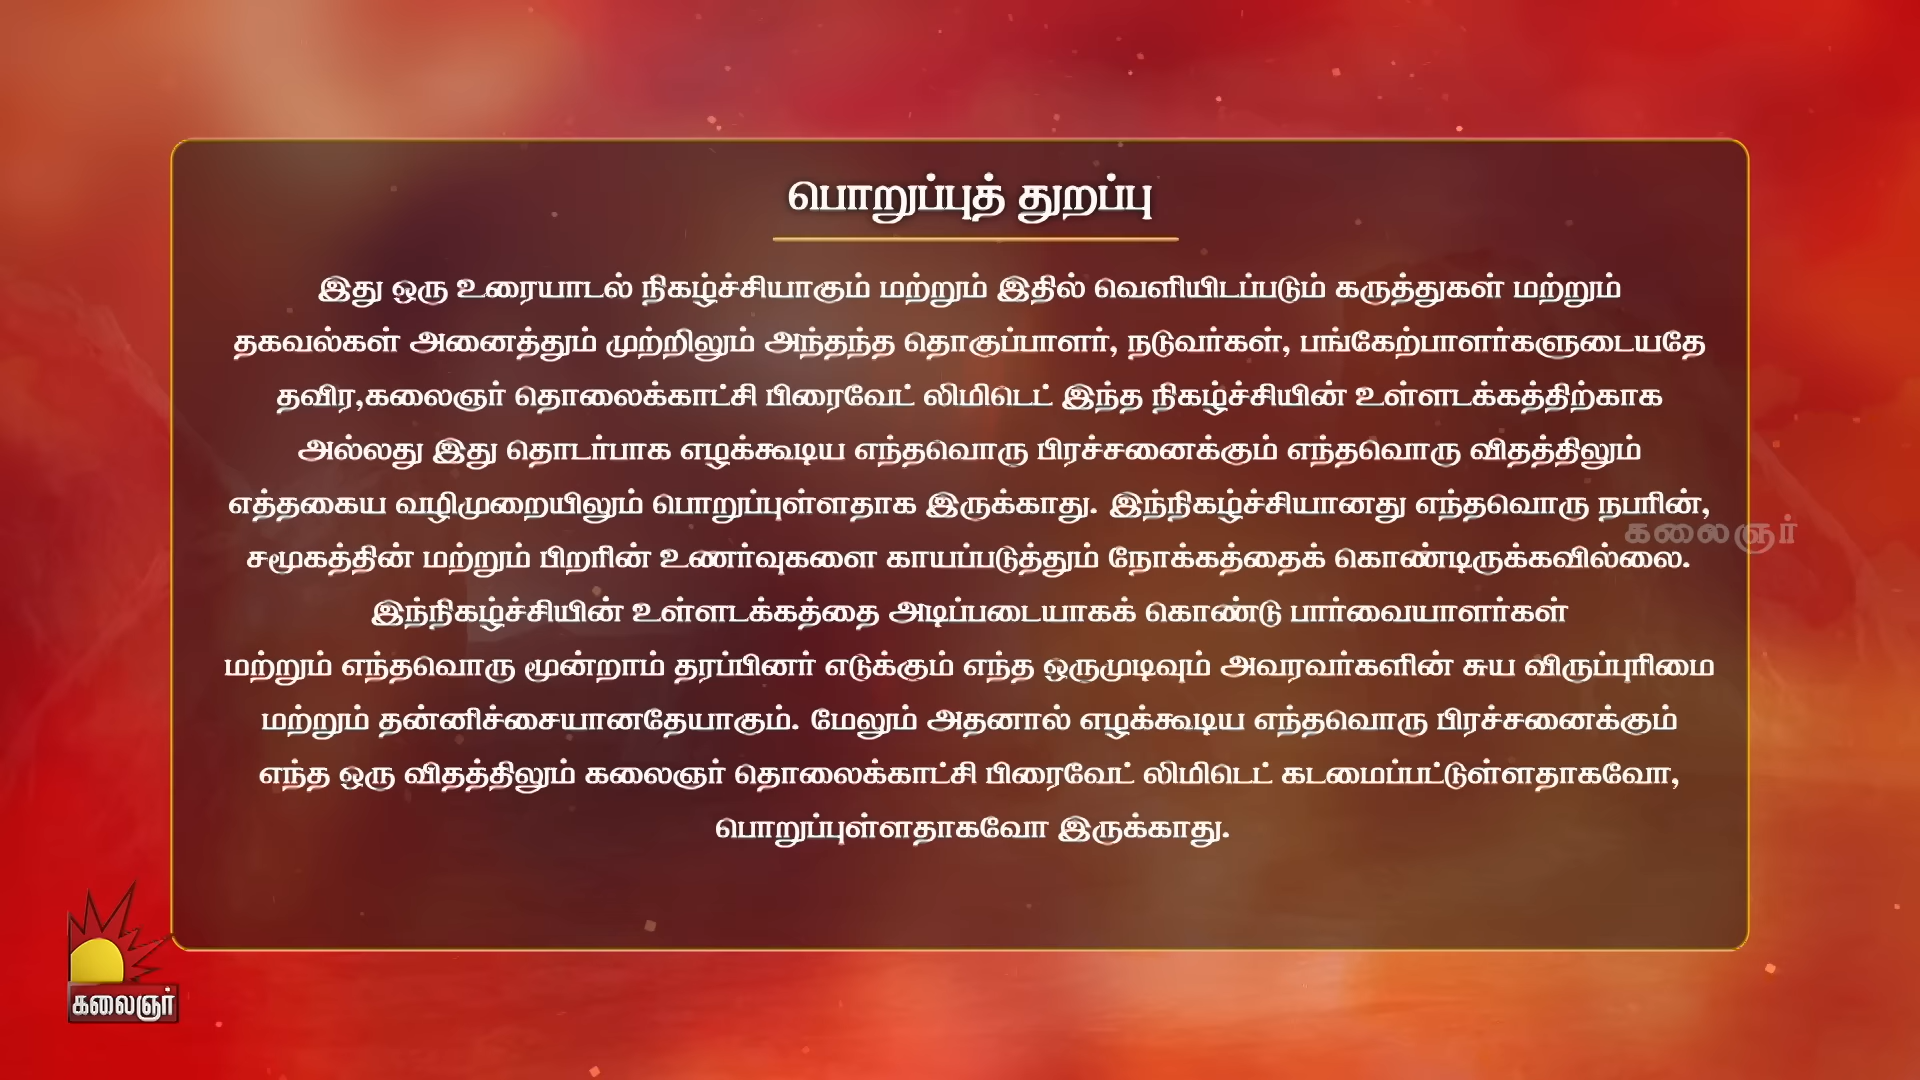 பொறுப்புத் துறப்பு
இது ஒரு உரையாடல் நிகழ்ச்சியாகும் மற்றும் இதில் வெளியிடப்படும் கருத்துகள் மற்றும்
தகவல்கள் அனைத்தும் முற்றிலும் அந்தந்த தொகுப்பாளர், நடுவர்கள், பங்கேற்பாளர்களுடையதே
தவிர,கலைஞர் தொலைக்காட்சி பிரைவேட் லிமிடெட் இந்த நிகழ்ச்சியின் உள்ளடக்கத்திற்காக
அல்லது இது தொடர்பாக எழக்கூடிய எந்தவொரு பிரச்சனைக்கும் எந்தவொரு விதத்திலும்
எத்தகைய வழிமுறையிலும் பொறுப்புள்ளதாக இருக்காது. இந்நிகழ்ச்சியானது எந்தவொரு நபரின்,
கலைஞர்
சமூகத்தின் மற்றும் பிறரின் உணர்வுகளை காயப்படுத்தும் நோக்கத்தைக் கொண்டிருக்கவில்லை.
இந்நிகழ்ச்சியின் உள்ளடக்கத்தை அடிப்படையாகக் கொண்டு பார்வையாளர்கள்
மற்றும் எந்தவொரு மூன்றாம் தரப்பினர் எடுக்கும் எந்த ஒருமுடிவும் அவரவர்களின் சுய விருப்புரிமை
மற்றும் தன்னிச்சையானதேயாகும். மேலும் அதனால் எழக்கூடிய எந்தவொரு பிரச்சனைக்கும்
எந்த ஒரு விதத்திலும் கலைஞர் தொலைக்காட்சி பிரைவேட் லிமிடெட் கடமைப்பட்டுள்ளதாகவோ,
பொறுப்புள்ளதாகவோ இருக்காது.
கலைஞர்